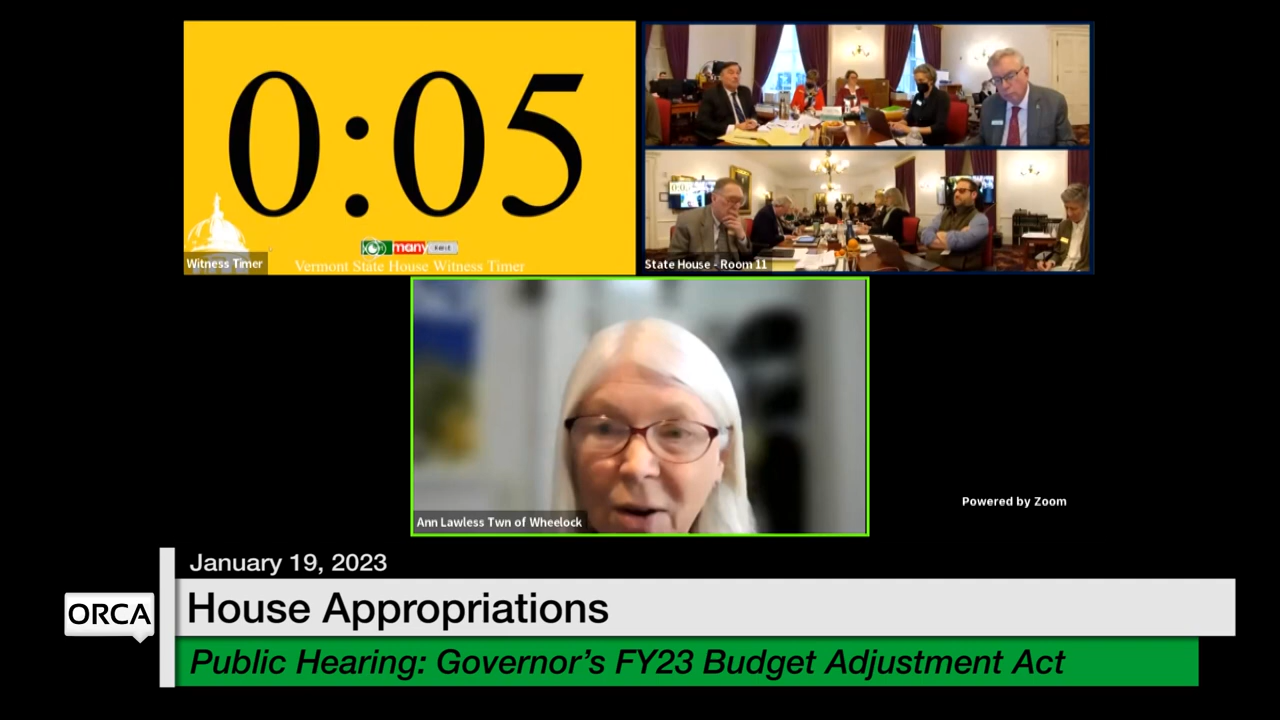 0:05
many
Witness Timer
Vermont State House Witness Timer
State House - Room 11
Ann Lawless Twn of Wheelock
Powered by Zoom
January 19, 2023
ORCA
House Appropriations
Public Hearing: Governor's FY23 Budget Adjustment Act